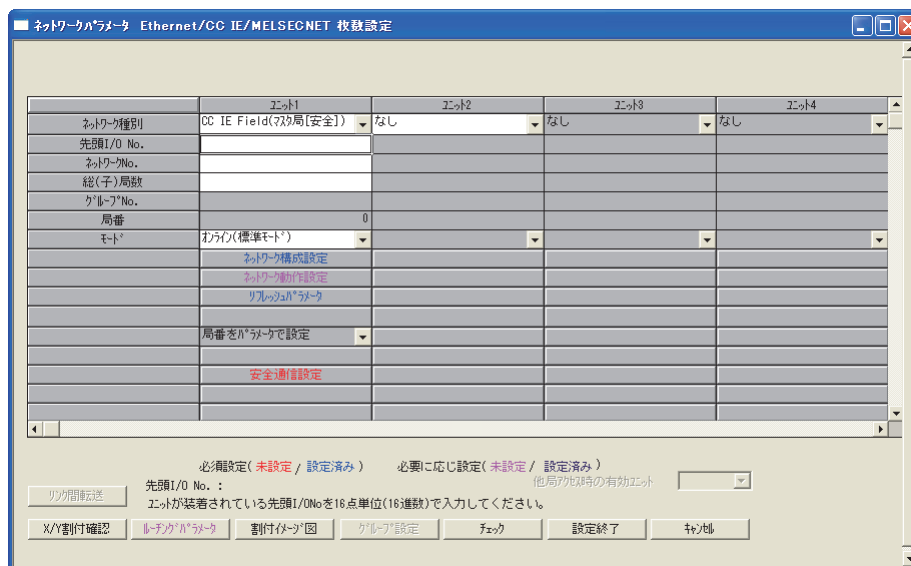 ネットワークパラメータ Ethernet/CC IE/MELSECNET 枚数設定
ユニット1 ユニット2 ユニット3 ユニット4
ネットワーク種別 CC IE Field(マスタ局[安全]) なし なし なし
先頭I/O No.
ネットワークNo.
総(子)局数
グループNo.
局番 0
モード オンライン(標準モード)
ネットワーク構成設定
ネットワーク動作設定
リフレッシュパラメータ
局番をパラメータで設定
安全通信設定
必須設定( 未設定 / 設定済み ) 必要に応じ設定( 未設定 / 設定済み )
リンク間転送 先頭I/O No. : 他局アクセス時の有効ユニット
ユニットが装着されている先頭I/ONoを16点単位(16進数)で入力してください。
X/Y割付確認 ルーチングパラメータ 割付イメージ図 グループ設定 チェック 設定終了 キャンセル